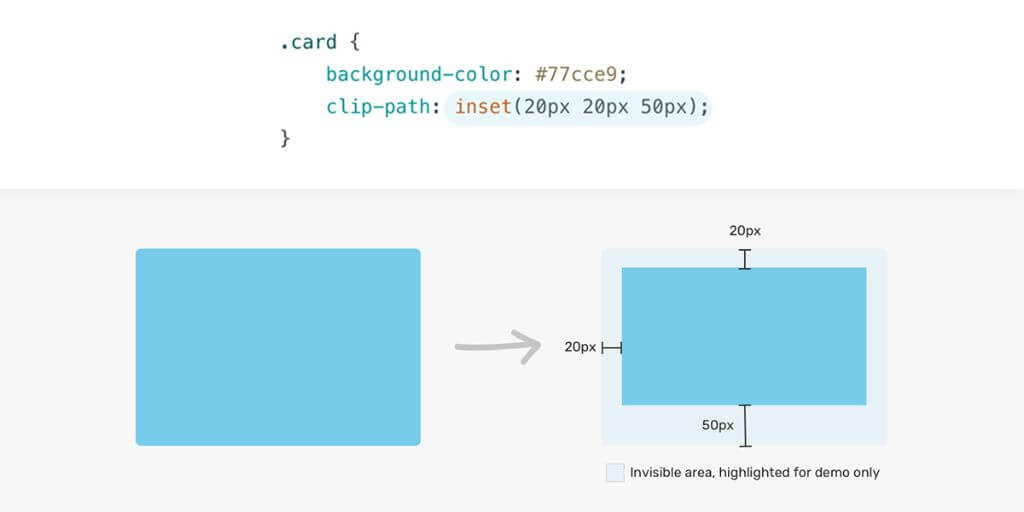 .card {
    background-color: #77cce9;
    clip-path: inset(20px 20px 50px);
}
20px
20px
50px
Invisible area, highlighted for demo only